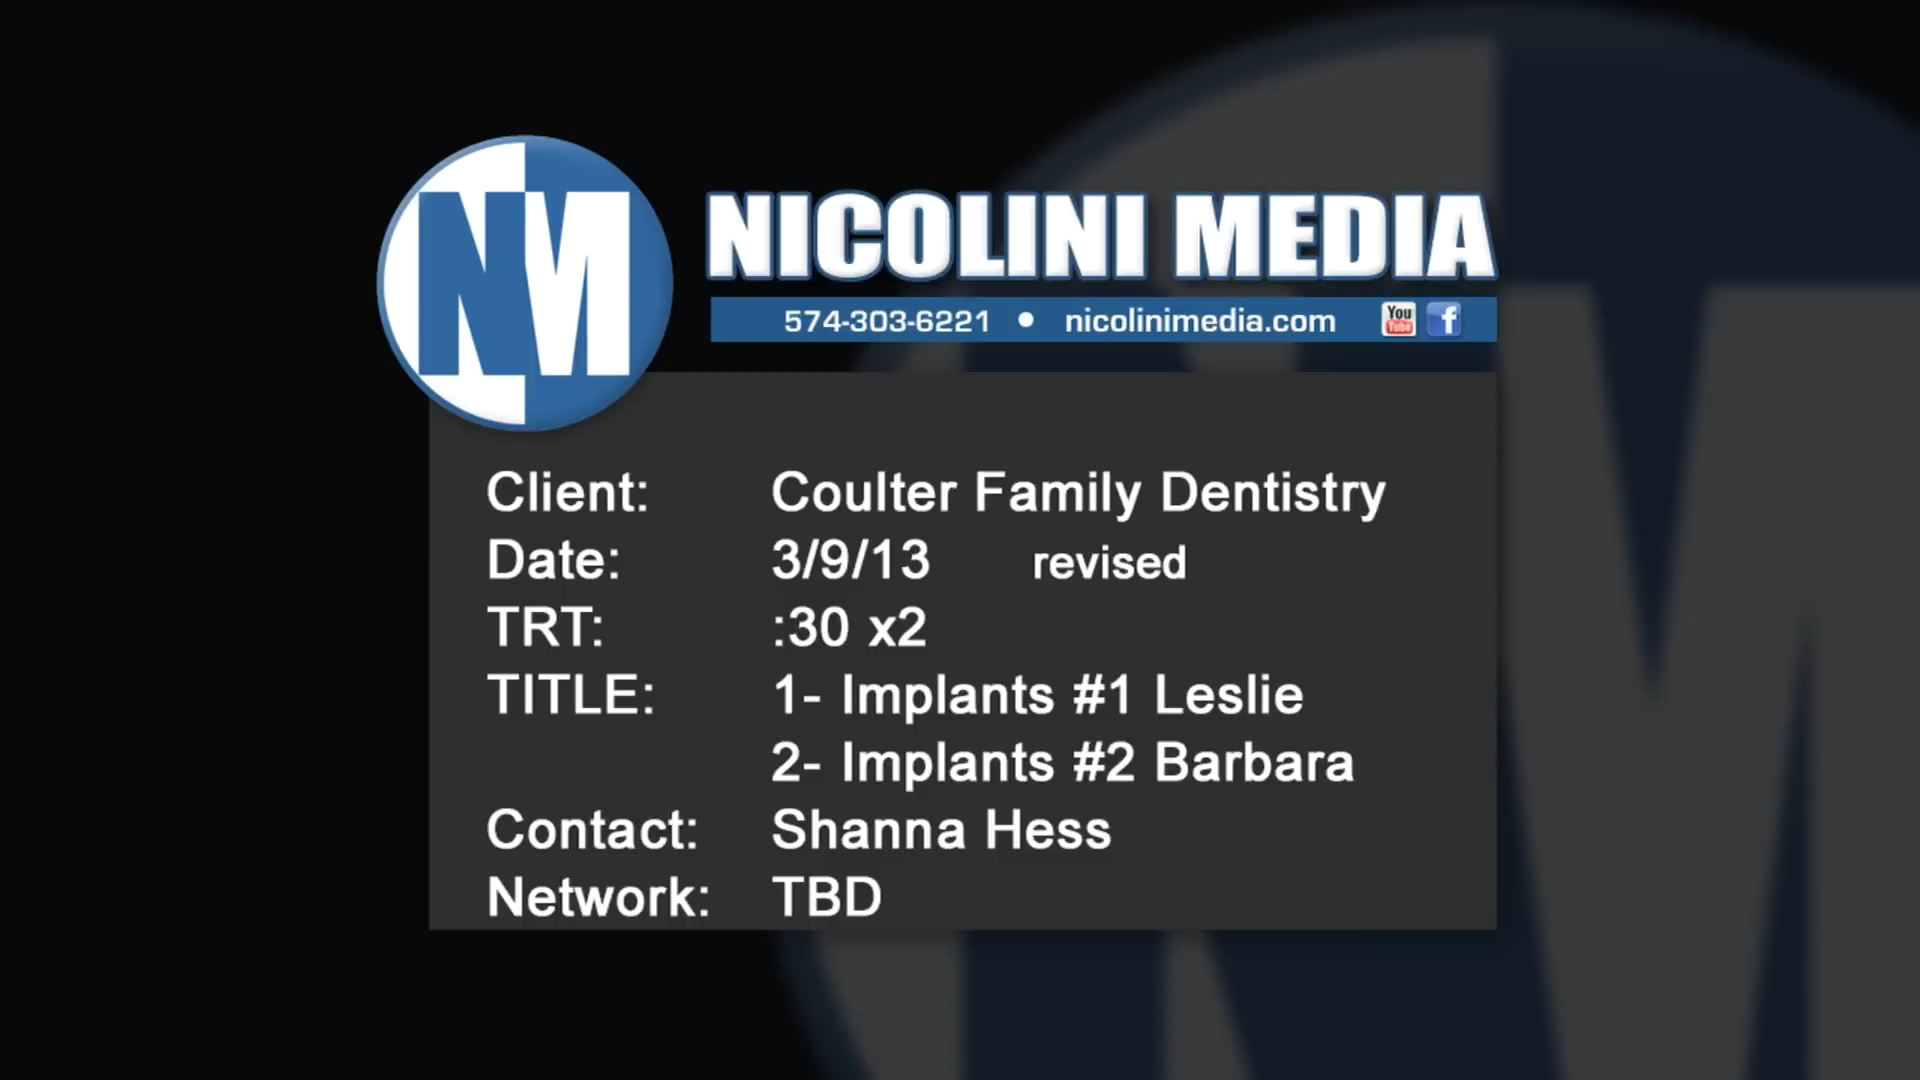 NM
NICOLINI MEDIA
574-303-6221 • nicolinimedia.com You Tube f
Client: Coulter Family Dentistry
Date: 3/9/13 revised
TRT: :30 x2
TITLE: 1- Implants #1 Leslie
2- Implants #2 Barbara
Contact: Shanna Hess
Network: TBD